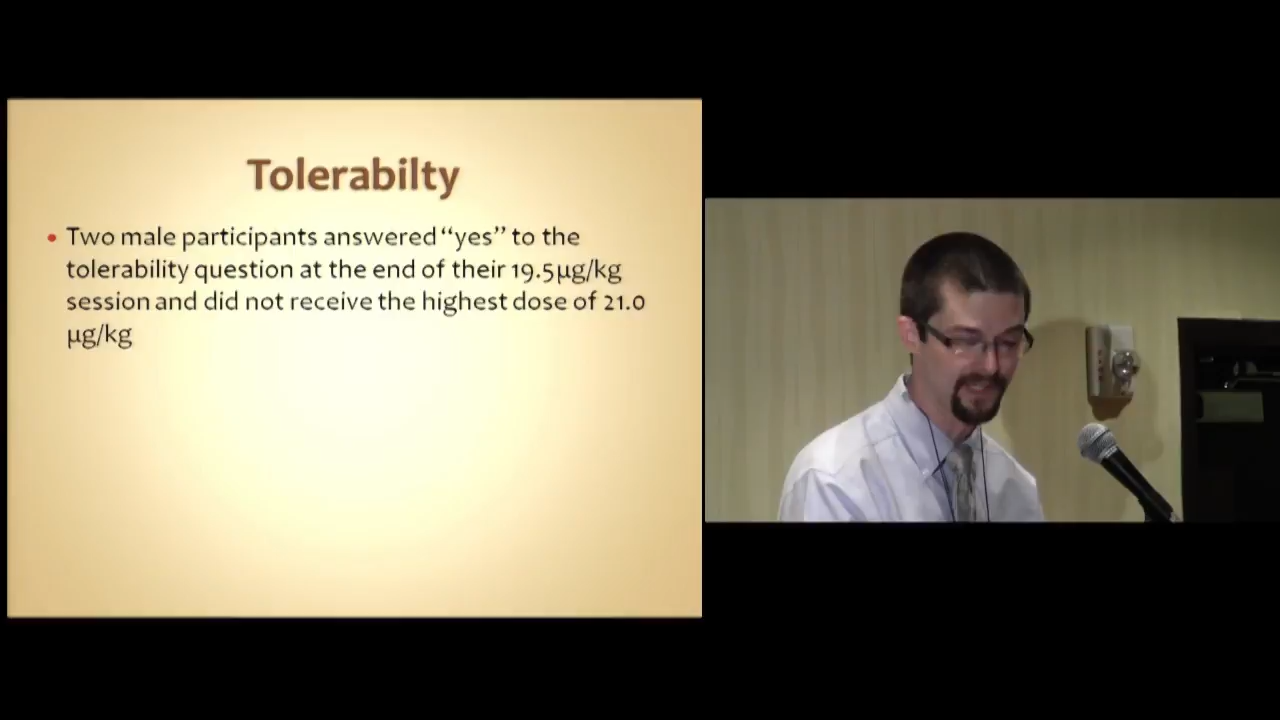 Tolerabilty
• Two male participants answered “yes” to the
tolerability question at the end of their 19.5µg/kg
session and did not receive the highest dose of 21.0
µg/kg